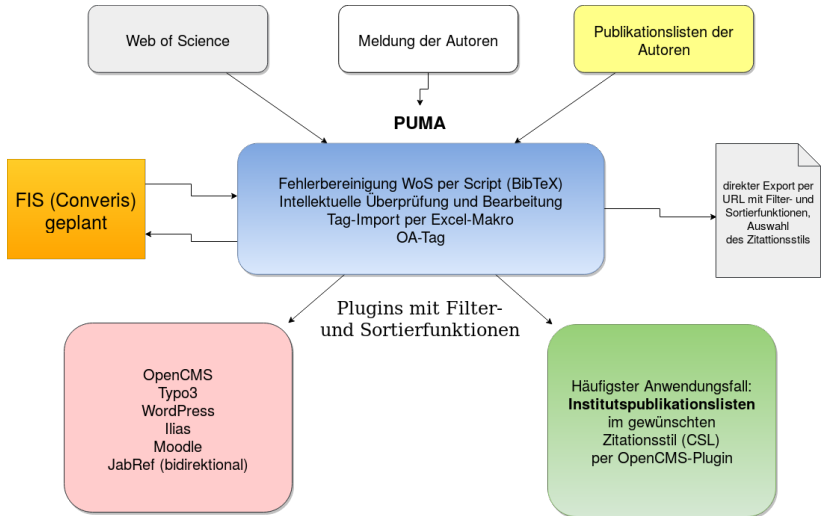 Web of Science
Meldung der Autoren
Publikationslisten der
Autoren
PUMA
FIS (Converis)
geplant
Fehlerbereinigung WoS per Script (BibTeX)
Intellektuelle Überprüfung und Bearbeitung
Tag-Import per Excel-Makro
OA-Tag
direkter Export per
URL mit Filter- und
Sortierfunktionen,
Auswahl
des Zitattionsstils
Plugins mit Filter-
und Sortierfunktionen
OpenCMS
Typo3
WordPress
Ilias
Moodle
JabRef (bidirektional)
Häufigster Anwendungsfall:
Institutspublikationslisten
im gewünschten
Zitationsstil (CSL)
per OpenCMS-Plugin